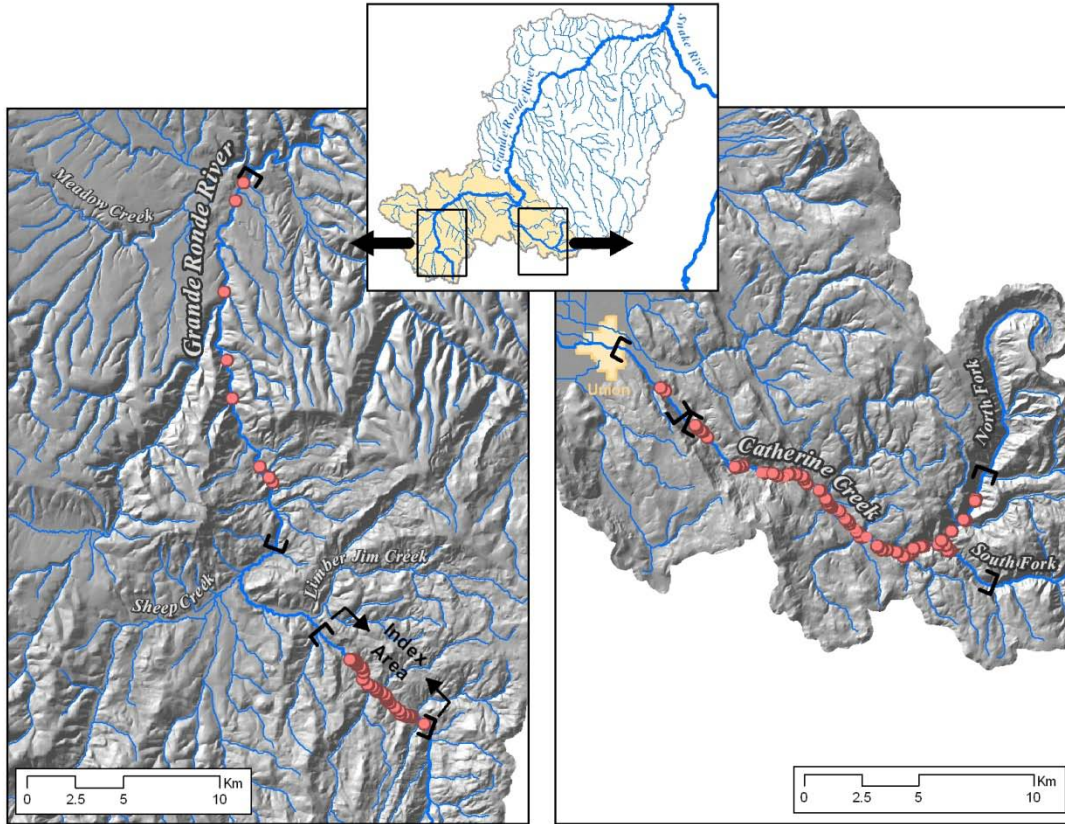 Snake River
Grande Ronde River
Meadow Creek
Grande Ronde River
Limber Jim Creek
Sheep Creek
Index
Area
Km
0 2.5 5 10
Union
Catherine
Creek
North Fork
South Fork
Km
0 2.5 5 10